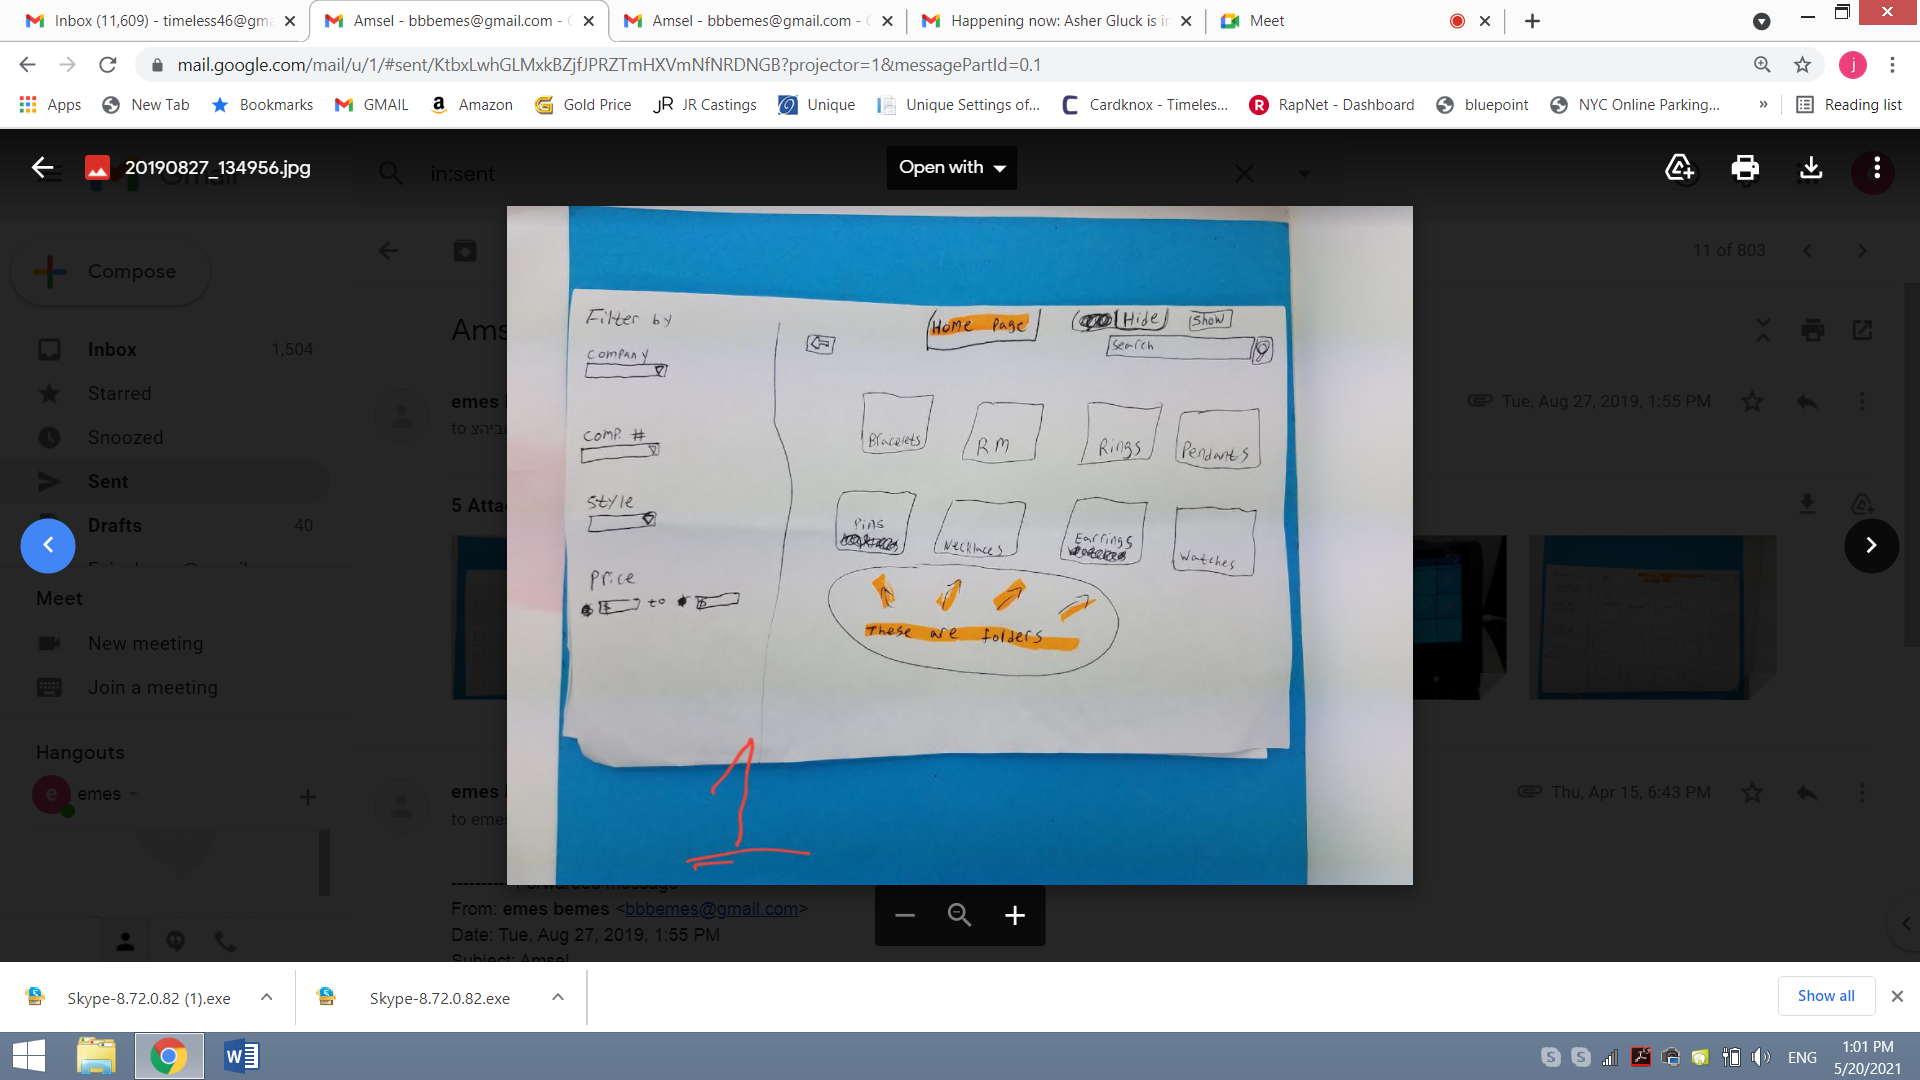 Inbox (11,609) - timeless46@gma
Amsel - bbbemes@gmail.com - G
Amsel - bbbemes@gmail.com - G
Happening now: Asher Gluck is in
Meet
mail.google.com/mail/u/1/#sent/KtbxLwhGLMxkBZjfJPRZTmHXVmNfNRDNGB?projector=1&messagePartId=0.1
j
Apps
New Tab
Bookmarks
GMAIL
Amazon
Gold Price
JR Castings
Unique
Unique Settings of...
Cardknox - Timeles...
RapNet - Dashboard
bluepoint
NYC Online Parking...
»
Reading list
20190827_134956.jpg
Gmail
in:sent
Open with
Compose
11 of 803
Inbox 1,504
Starred
Snoozed
Sent
Drafts 40
Meet
New meeting
Join a meeting
Hangouts
e emes
Ams
emes
Tue, Aug 27, 2019, 1:55 PM
to צהיבי
5 Atta
Filter by
company
comp. #
Style
Price
$ to $
Home Page
Hide
Show
Search
Bracelets
RM
Rings
Pendants
Pins
Necklaces
Earrings
Watches
These are folders
1
emes
Thu, Apr 15, 6:43 PM
to eme
---------- Forwarded message
From: emes bemes <bbbemes@gmail.com>
Date: Tue, Aug 27, 2019, 1:55 PM
Subject: Amsel
Skype-8.72.0.82 (1).exe
Skype-8.72.0.82.exe
Show all
ENG
1:01 PM
5/20/2021